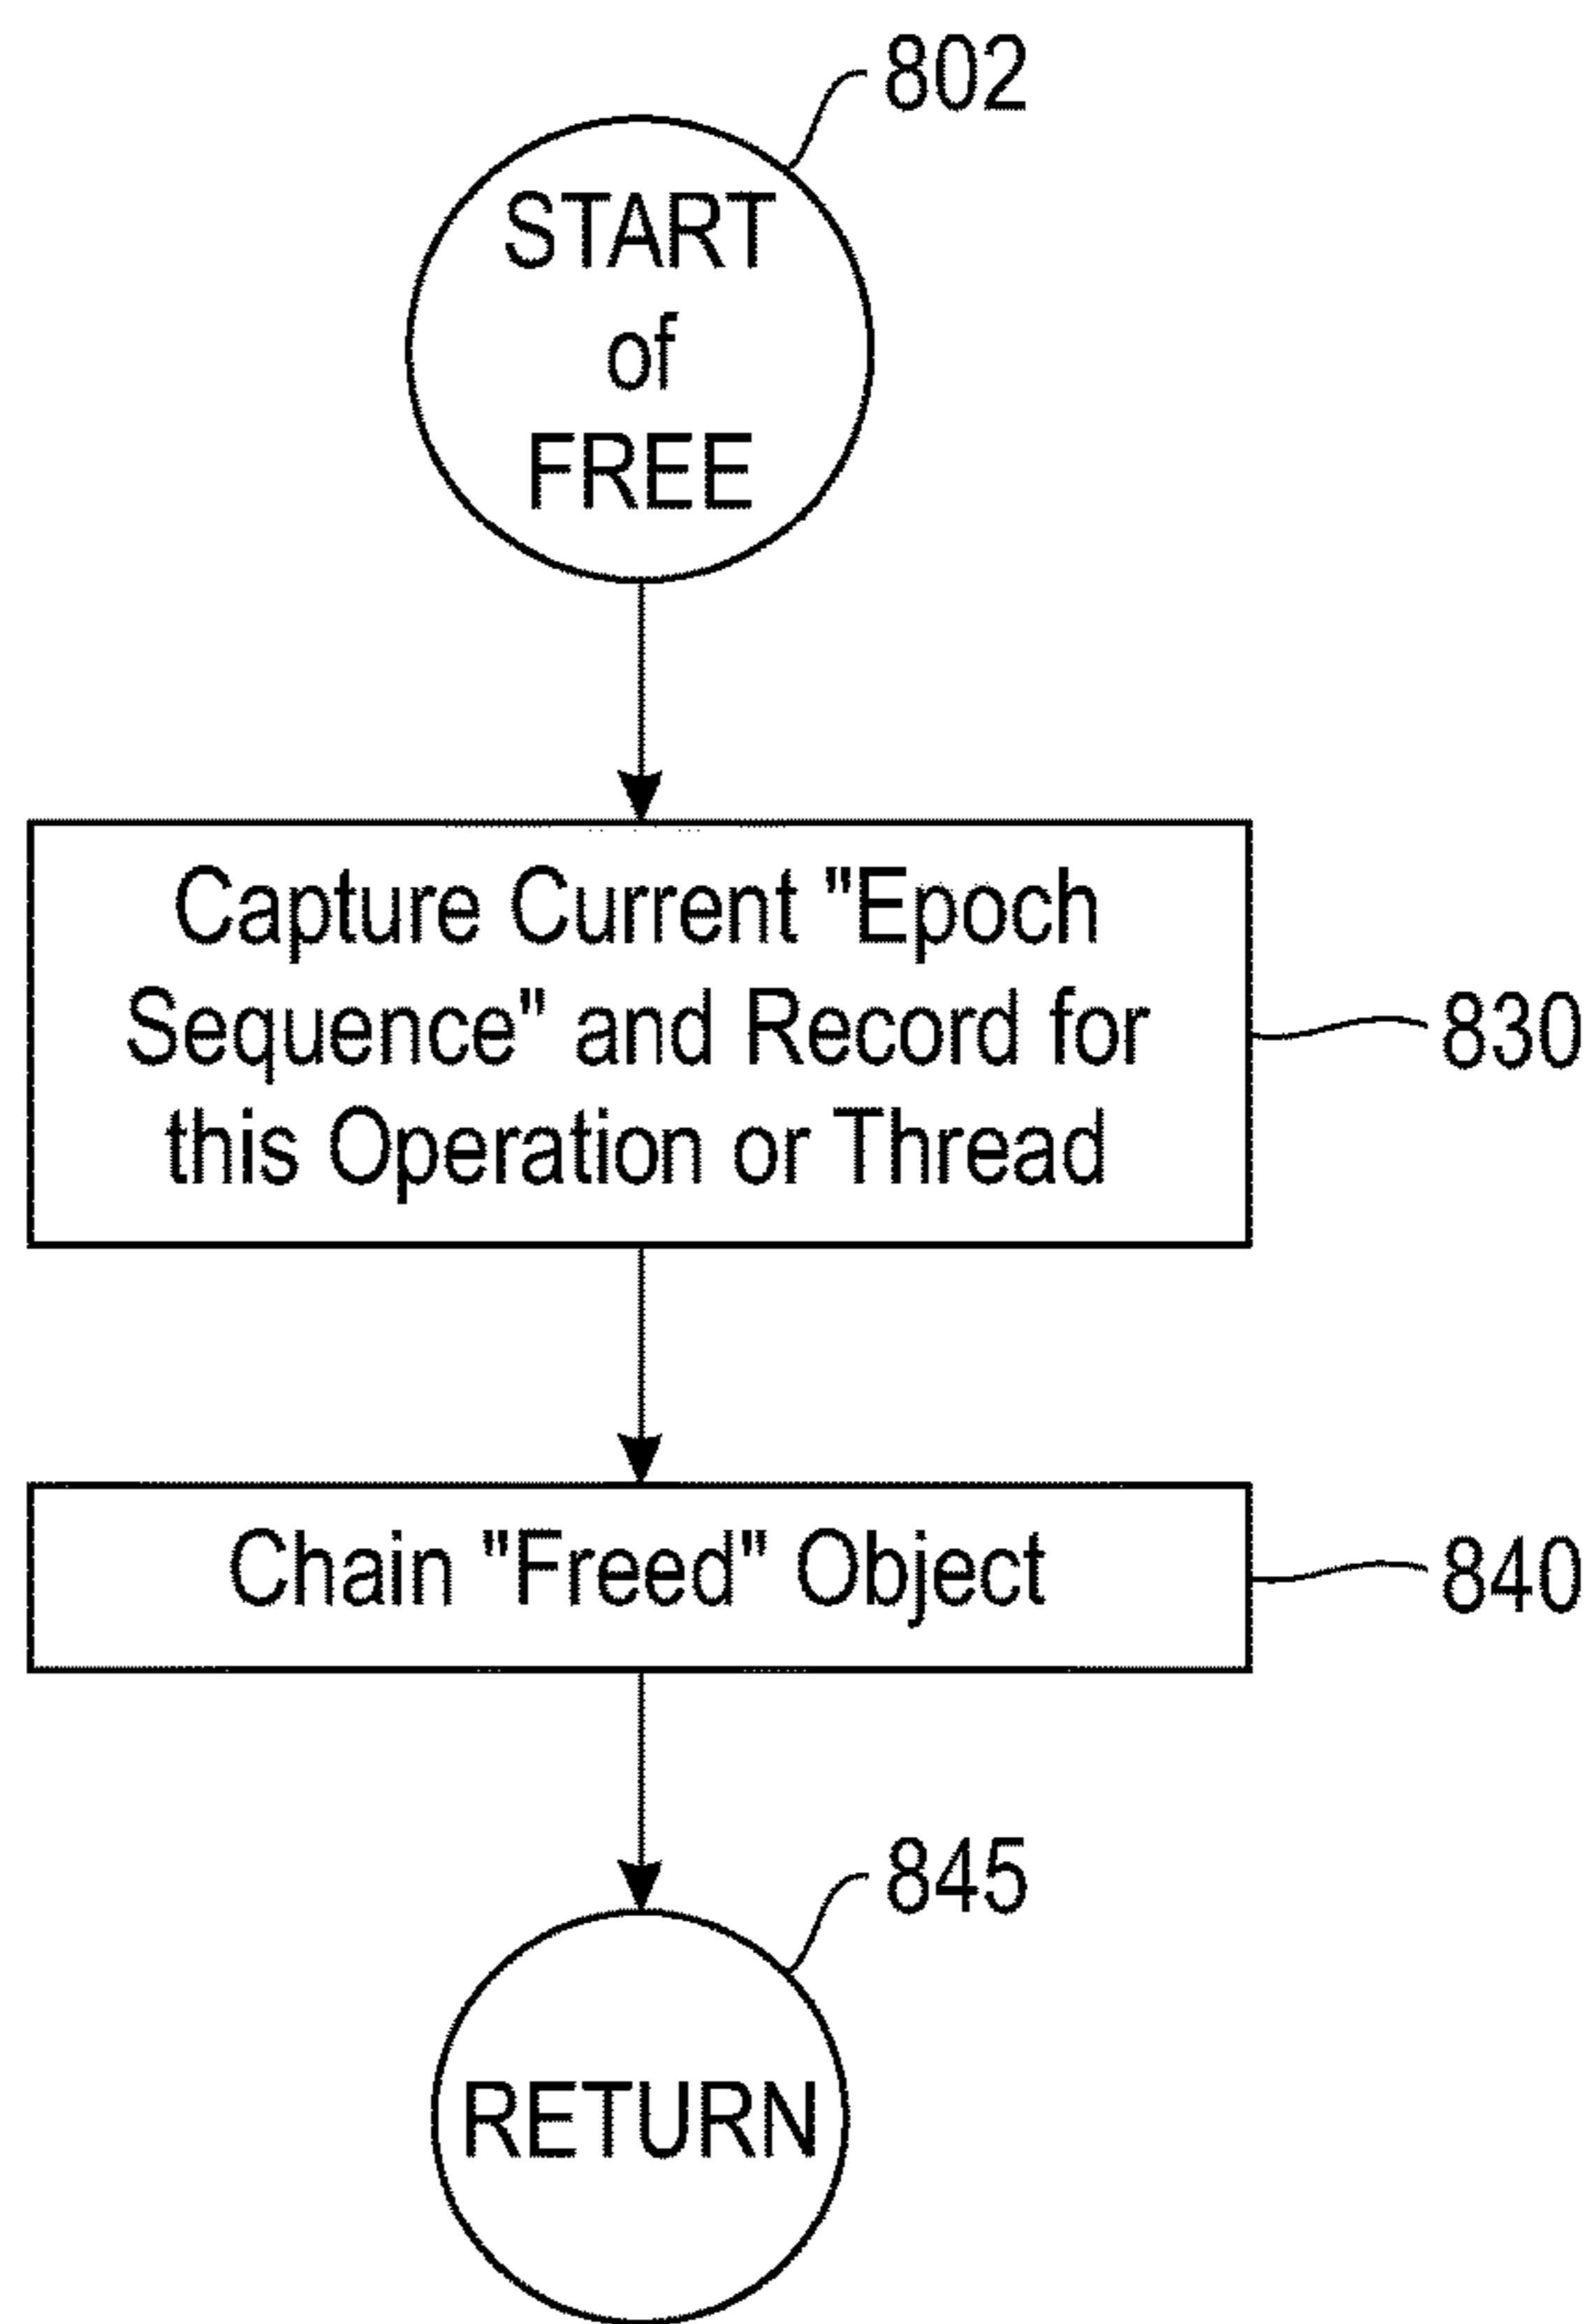 802
START
of
FREE
Capture Current "Epoch
Sequence" and Record for
this Operation or Thread
830
Chain "Freed" Object
840
845
RETURN